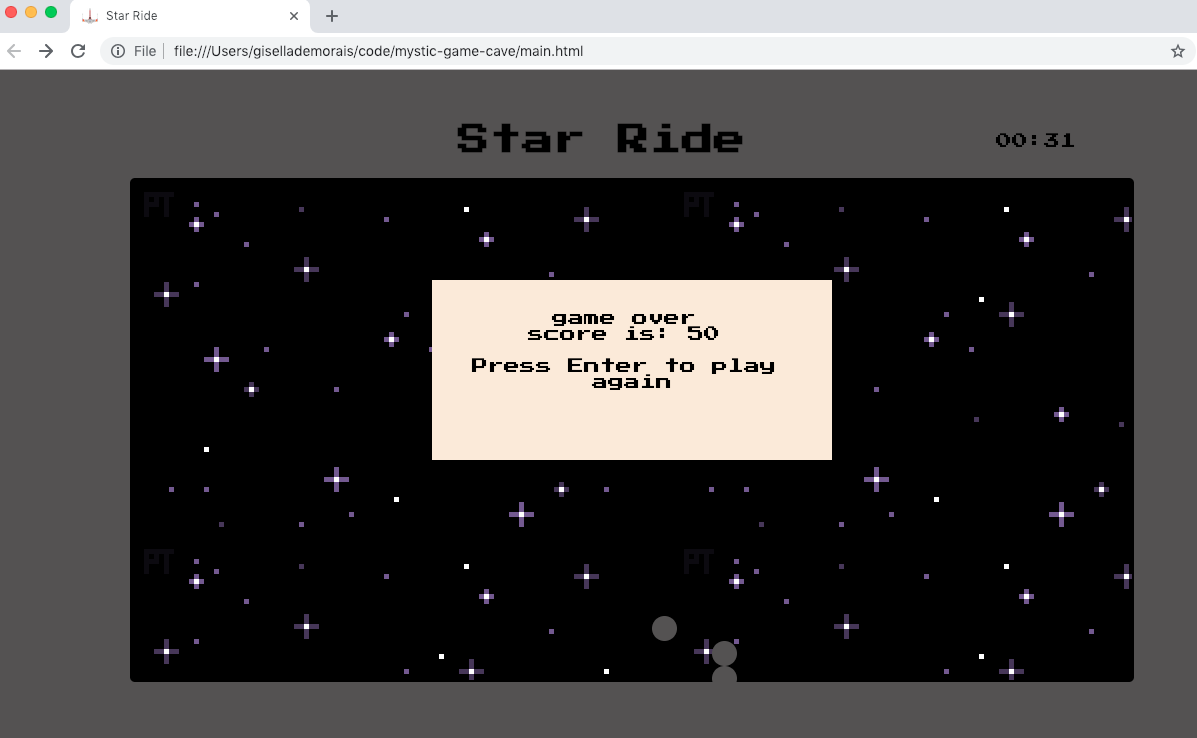 Star Ride
File
file:///Users/gisellademorais/code/mystic-game-cave/main.html
Star Ride
00:31
PT
PT
game over
score is: 50
Press Enter to play
again
PT
PT